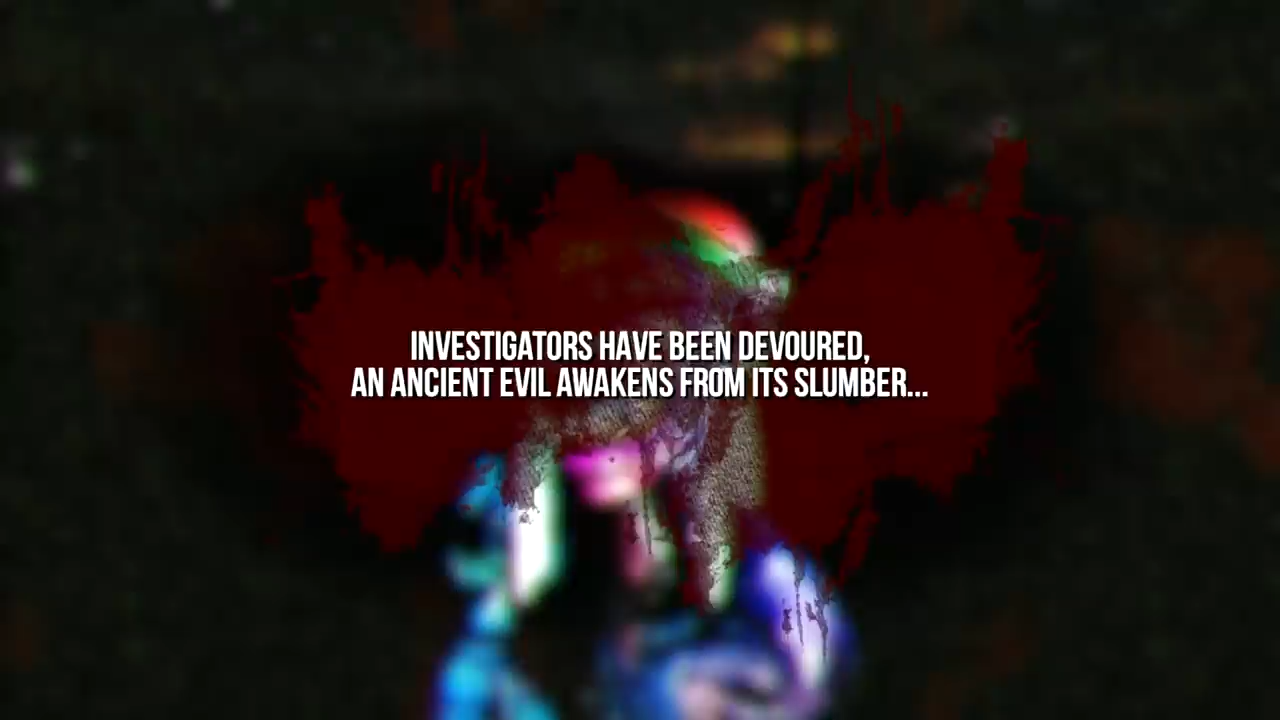 INVESTIGATORS HAVE BEEN DEVOURED,
AN ANCIENT EVIL AWAKENS FROM ITS SLUMBER...